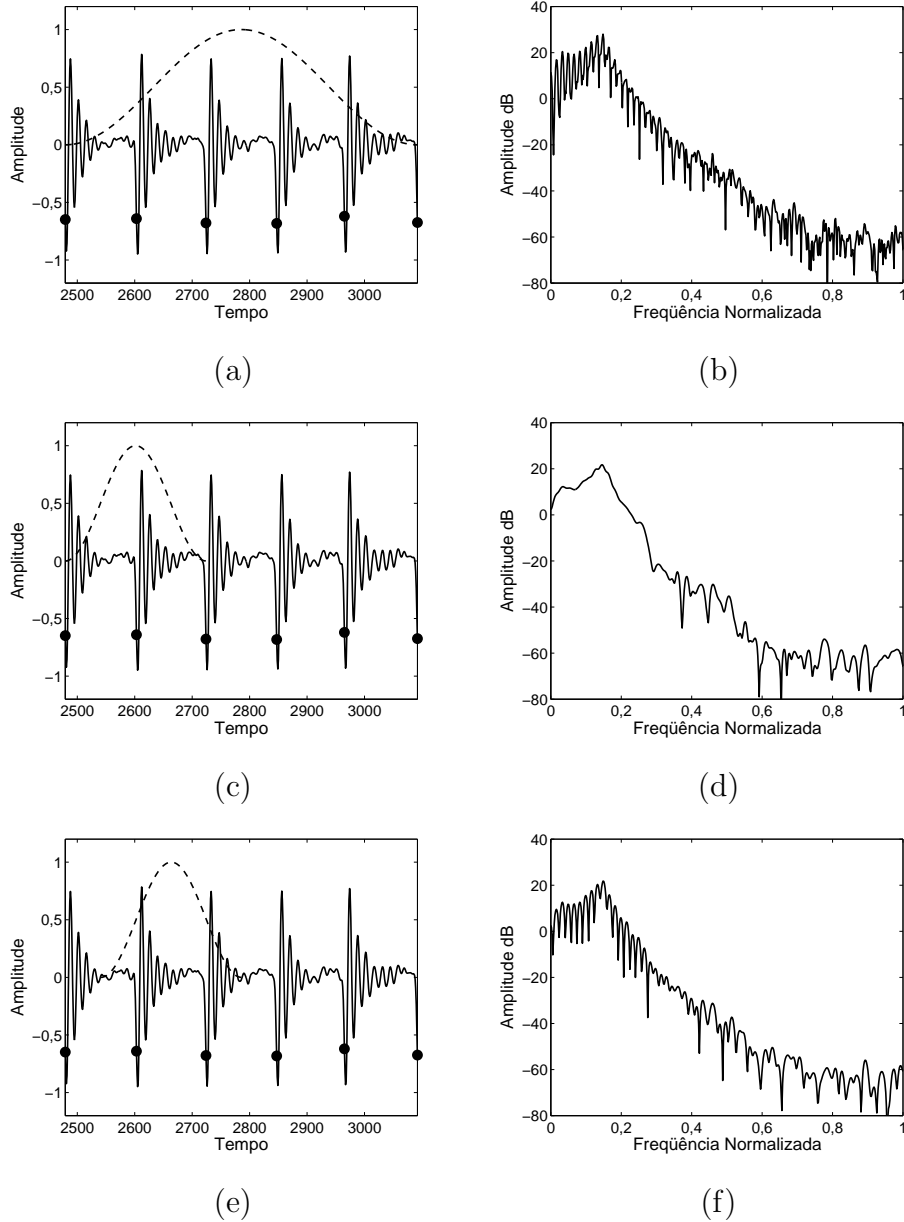 1
0,5
0
−0,5
−1
Amplitude
2500 2600 2700 2800 2900 3000
Tempo
(a)
40
20
0
−20
−40
−60
−80
Amplitude dB
0 0,2 0,4 0,6 0,8 1
Freqüência Normalizada
(b)
1
0,5
0
−0,5
−1
Amplitude
2500 2600 2700 2800 2900 3000
Tempo
(c)
40
20
0
−20
−40
−60
−80
Amplitude dB
0 0,2 0,4 0,6 0,8 1
Freqüência Normalizada
(d)
1
0,5
0
−0,5
−1
Amplitude
2500 2600 2700 2800 2900 3000
Tempo
(e)
40
20
0
−20
−40
−60
−80
Amplitude dB
0 0,2 0,4 0,6 0,8 1
Freqüência Normalizada
(f)